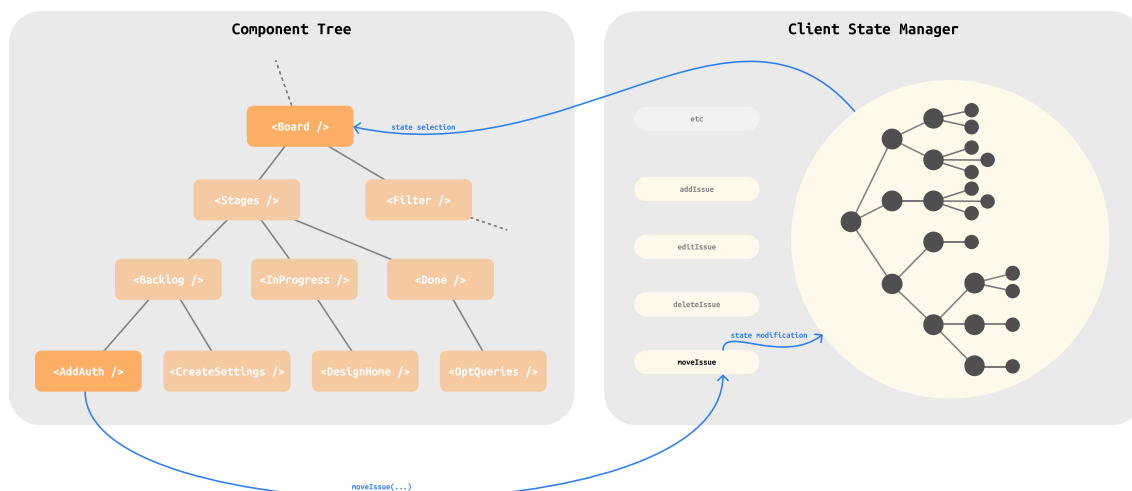 Component Tree
Client State Manager
<Board />
state selection
etc
<Stages />
<Filter />
addIssue
editIssue
<Backlog />
<InProgress />
<Done />
deleteIssue
state modification
moveIssue
<AddAuth />
<CreateSettings />
<DesignHome />
<OptQueries />
moveIssue(...)